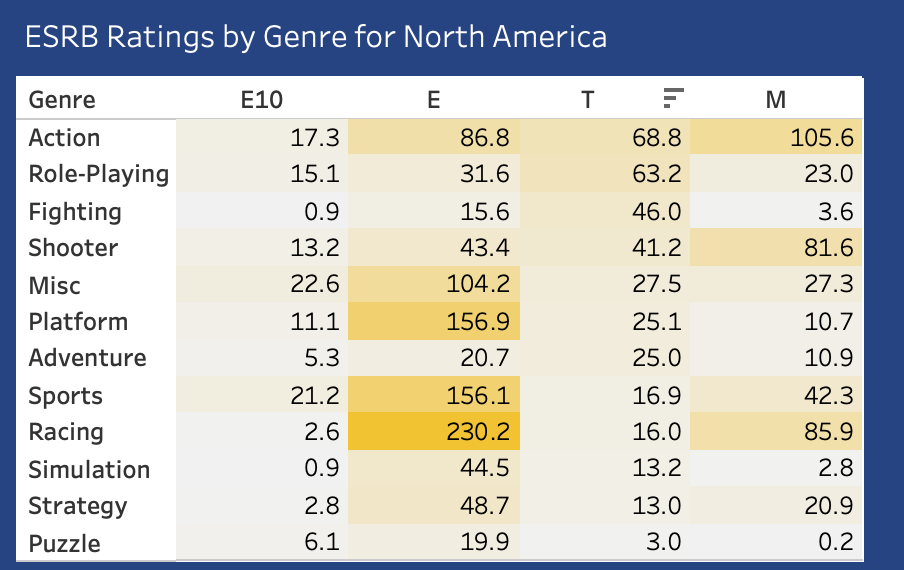 ESRB Ratings by Genre for North America
Genre E10 E T M
Action 17.3 86.8 68.8 105.6
Role-Playing 15.1 31.6 63.2 23.0
Fighting 0.9 15.6 46.0 3.6
Shooter 13.2 43.4 41.2 81.6
Misc 22.6 104.2 27.5 27.3
Platform 11.1 156.9 25.1 10.7
Adventure 5.3 20.7 25.0 10.9
Sports 21.2 156.1 16.9 42.3
Racing 2.6 230.2 16.0 85.9
Simulation 0.9 44.5 13.2 2.8
Strategy 2.8 48.7 13.0 20.9
Puzzle 6.1 19.9 3.0 0.2